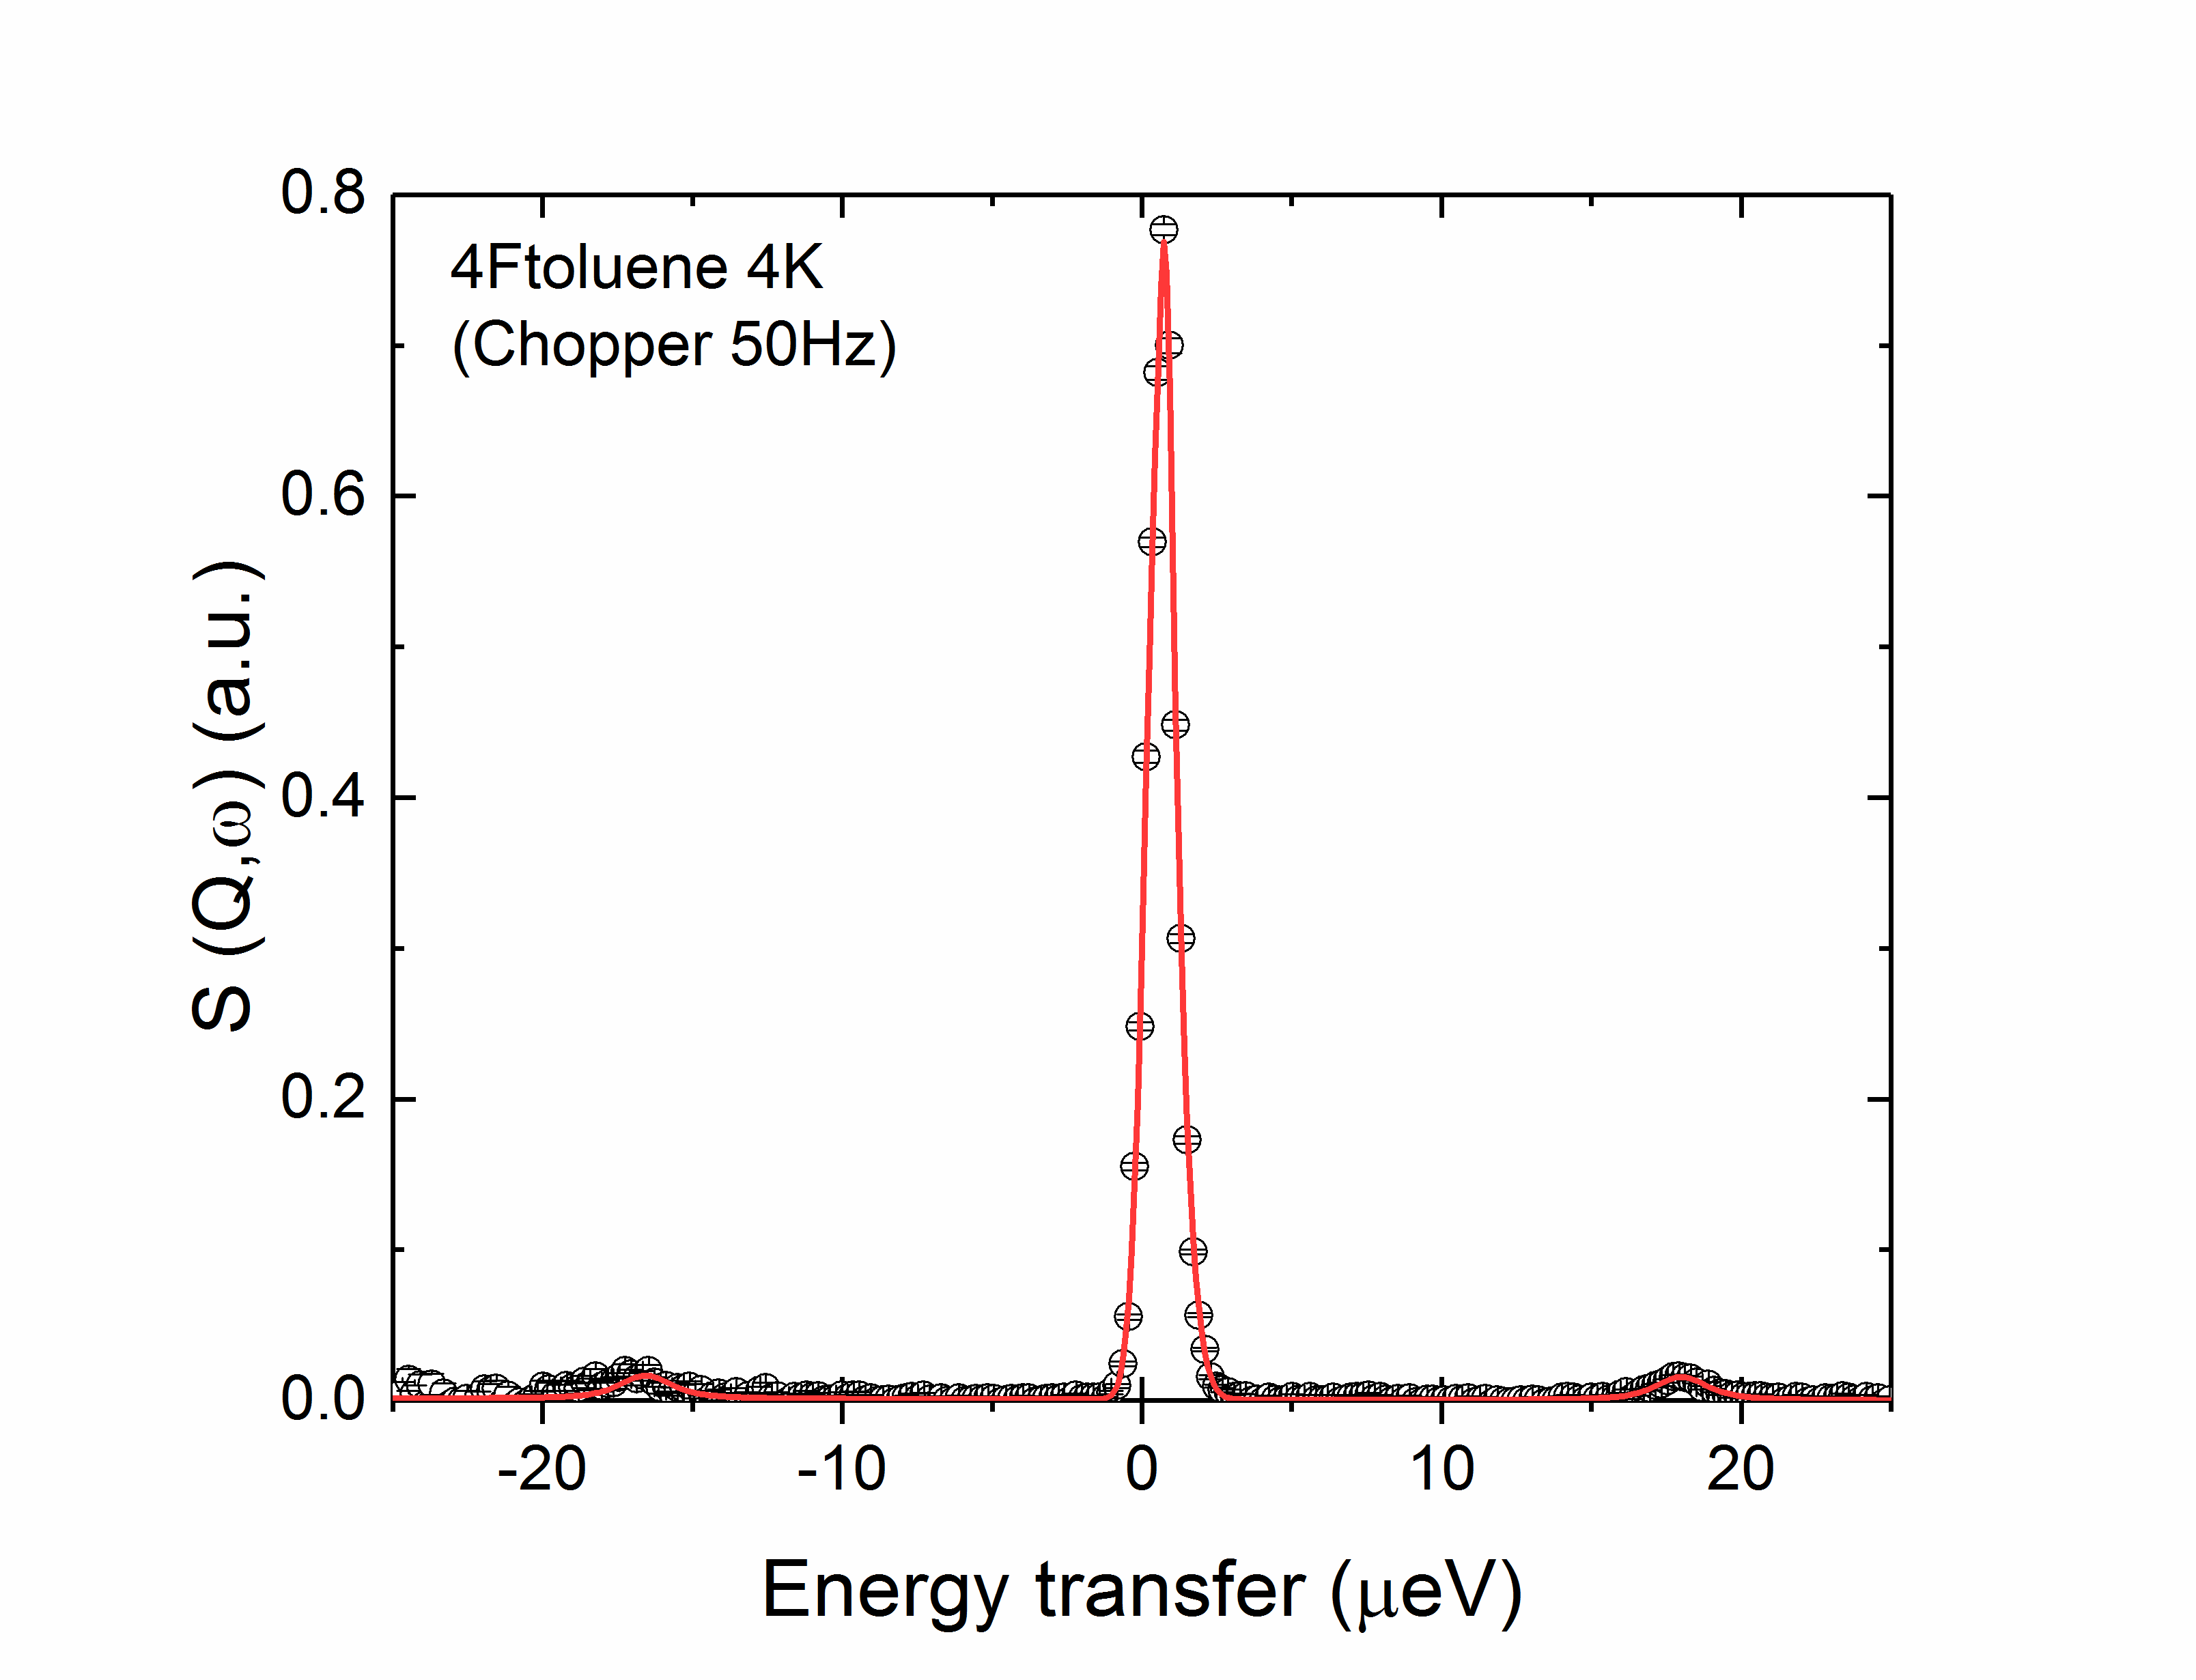 4Ftoluene 4K
(Chopper 50Hz)
S (Q,ω) (a.u.)
0.8
0.6
0.4
0.2
0.0
-20 -10 0 10 20
Energy transfer (μeV)